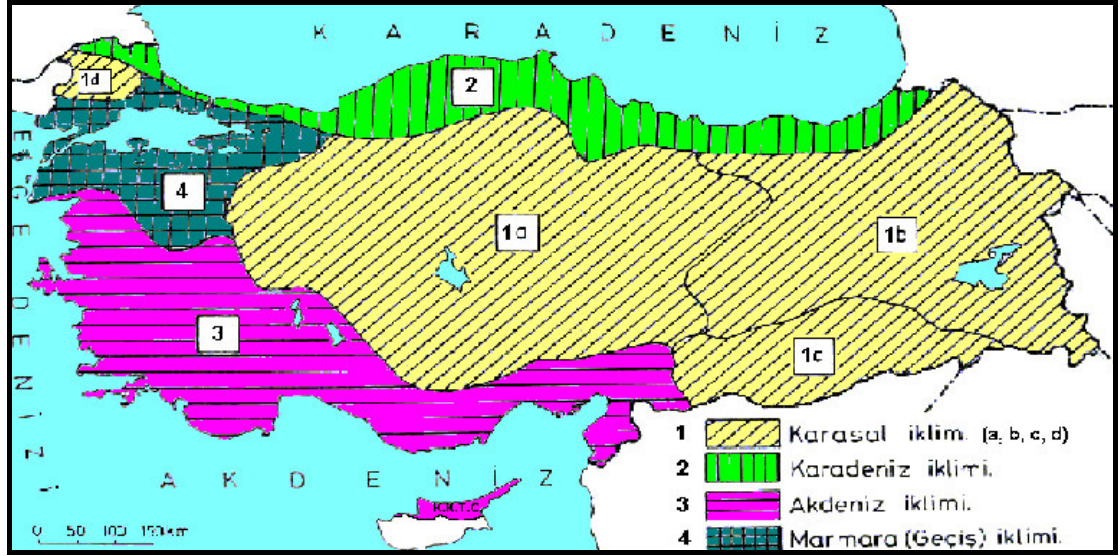 K A R A D E N İ Z
1d
2
4
1a
1b
3
1c
E G E D E N İ Z
A K D E N İ Z
K.K.T.C.
0 50 100 150 km
1 Karasal iklim. (a, b, c, d)
2 Karadeniz iklimi.
3 Akdeniz iklimi.
4 Marmara (Geçiş) iklimi.